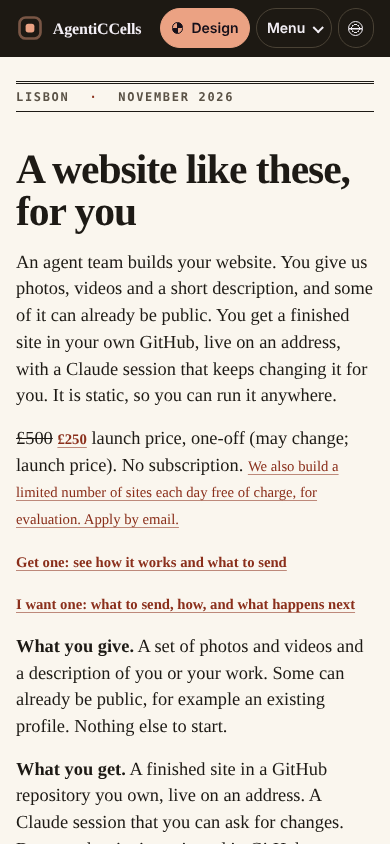 AgentiCCells Design Menu
LISBON · NOVEMBER 2026
A website like these,
for you
An agent team builds your website. You give us
photos, videos and a short description, and some
of it can already be public. You get a finished
site in your own GitHub, live on an address,
with a Claude session that keeps changing it for
you. It is static, so you can run it anywhere.
£500 £250 launch price, one-off (may change;
launch price). No subscription. We also build a
limited number of sites each day free of charge, for
evaluation. Apply by email.
Get one: see how it works and what to send
I want one: what to send, how, and what happens next
What you give. A set of photos and videos and
a description of you or your work. Some can
already be public, for example an existing
profile. Nothing else to start.
What you get. A finished site in a GitHub
repository you own, live on an address. A
Claude session that you can ask for changes.